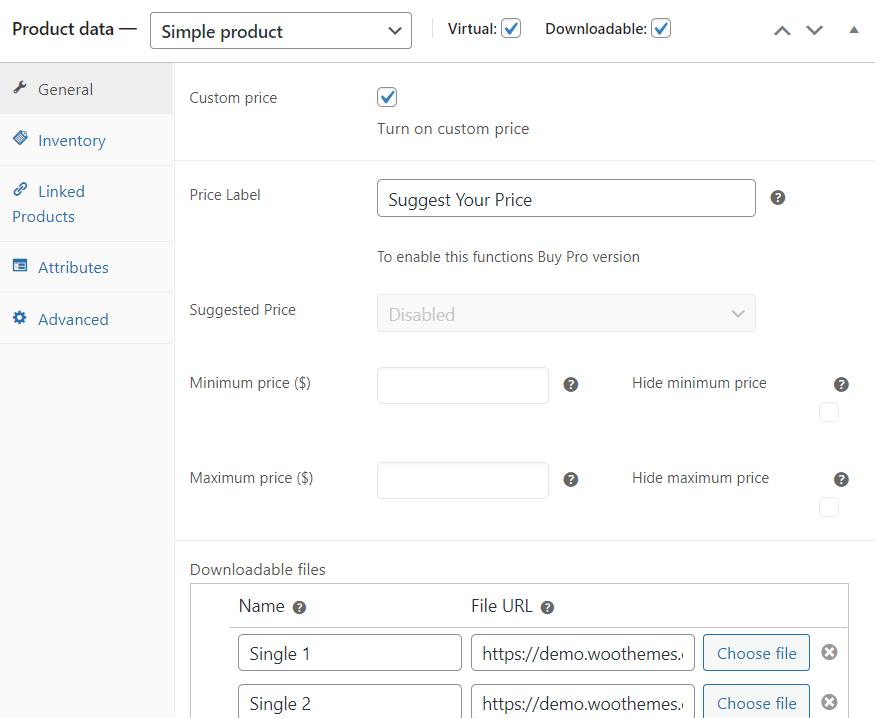 Product data — Simple product Virtual: Downloadable:
General
Inventory
Linked
Products
Attributes
Advanced
Custom price
Turn on custom price
Price Label Suggest Your Price
To enable this functions Buy Pro version
Suggested Price Disabled
Minimum price ($) Hide minimum price
Maximum price ($) Hide maximum price
Downloadable files
Name File URL
Single 1 https://demo.woothemes. Choose file
Single 2 https://demo.woothemes. Choose file